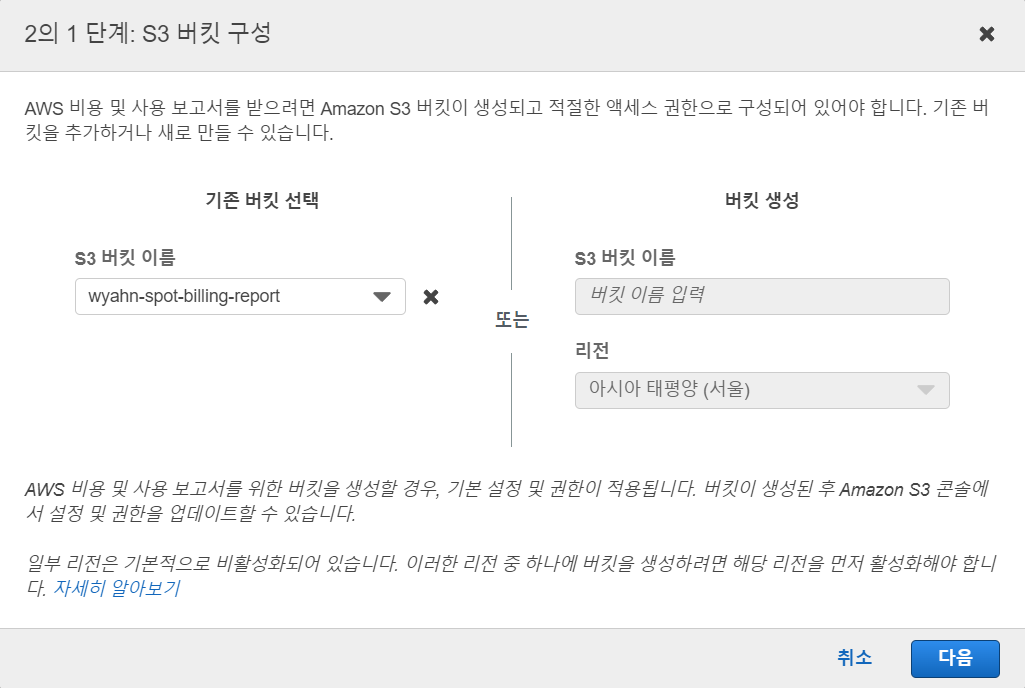 2의 1 단계: S3 버킷 구성
AWS 비용 및 사용 보고서를 받으려면 Amazon S3 버킷이 생성되고 적절한 액세스 권한으로 구성되어 있어야 합니다. 기존 버
킷을 추가하거나 새로 만들 수 있습니다.
기존 버킷 선택
S3 버킷 이름
wyahn-spot-billing-report
또는
버킷 생성
S3 버킷 이름
버킷 이름 입력
리전
아시아 태평양 (서울)
AWS 비용 및 사용 보고서를 위한 버킷을 생성할 경우, 기본 설정 및 권한이 적용됩니다. 버킷이 생성된 후 Amazon S3 콘솔에
서 설정 및 권한을 업데이트할 수 있습니다.
일부 리전은 기본적으로 비활성화되어 있습니다. 이러한 리전 중 하나에 버킷을 생성하려면 해당 리전을 먼저 활성화해야 합니
다. 자세히 알아보기
취소
다음